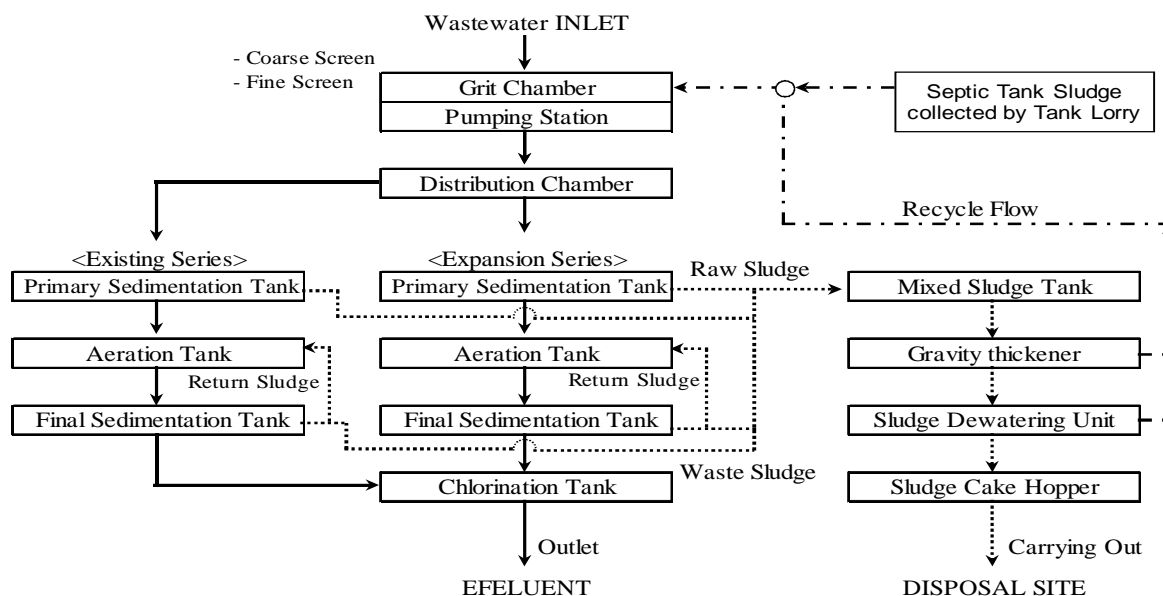 Wastewater INLET
- Coarse Screen
- Fine Screen
Grit Chamber
Pumping Station
Septic Tank Sludge
collected by Tank Lorry
Distribution Chamber
Recycle Flow
<Existing Series>
<Expansion Series>
Raw Sludge
Primary Sedimentation Tank
Primary Sedimentation Tank
Mixed Sludge Tank
Aeration Tank
Aeration Tank
Gravity thickener
Return Sludge
Return Sludge
Final Sedimentation Tank
Final Sedimentation Tank
Sludge Dewatering Unit
Waste Sludge
Chlorination Tank
Sludge Cake Hopper
Outlet
Carrying Out
EFELUENT
DISPOSAL SITE